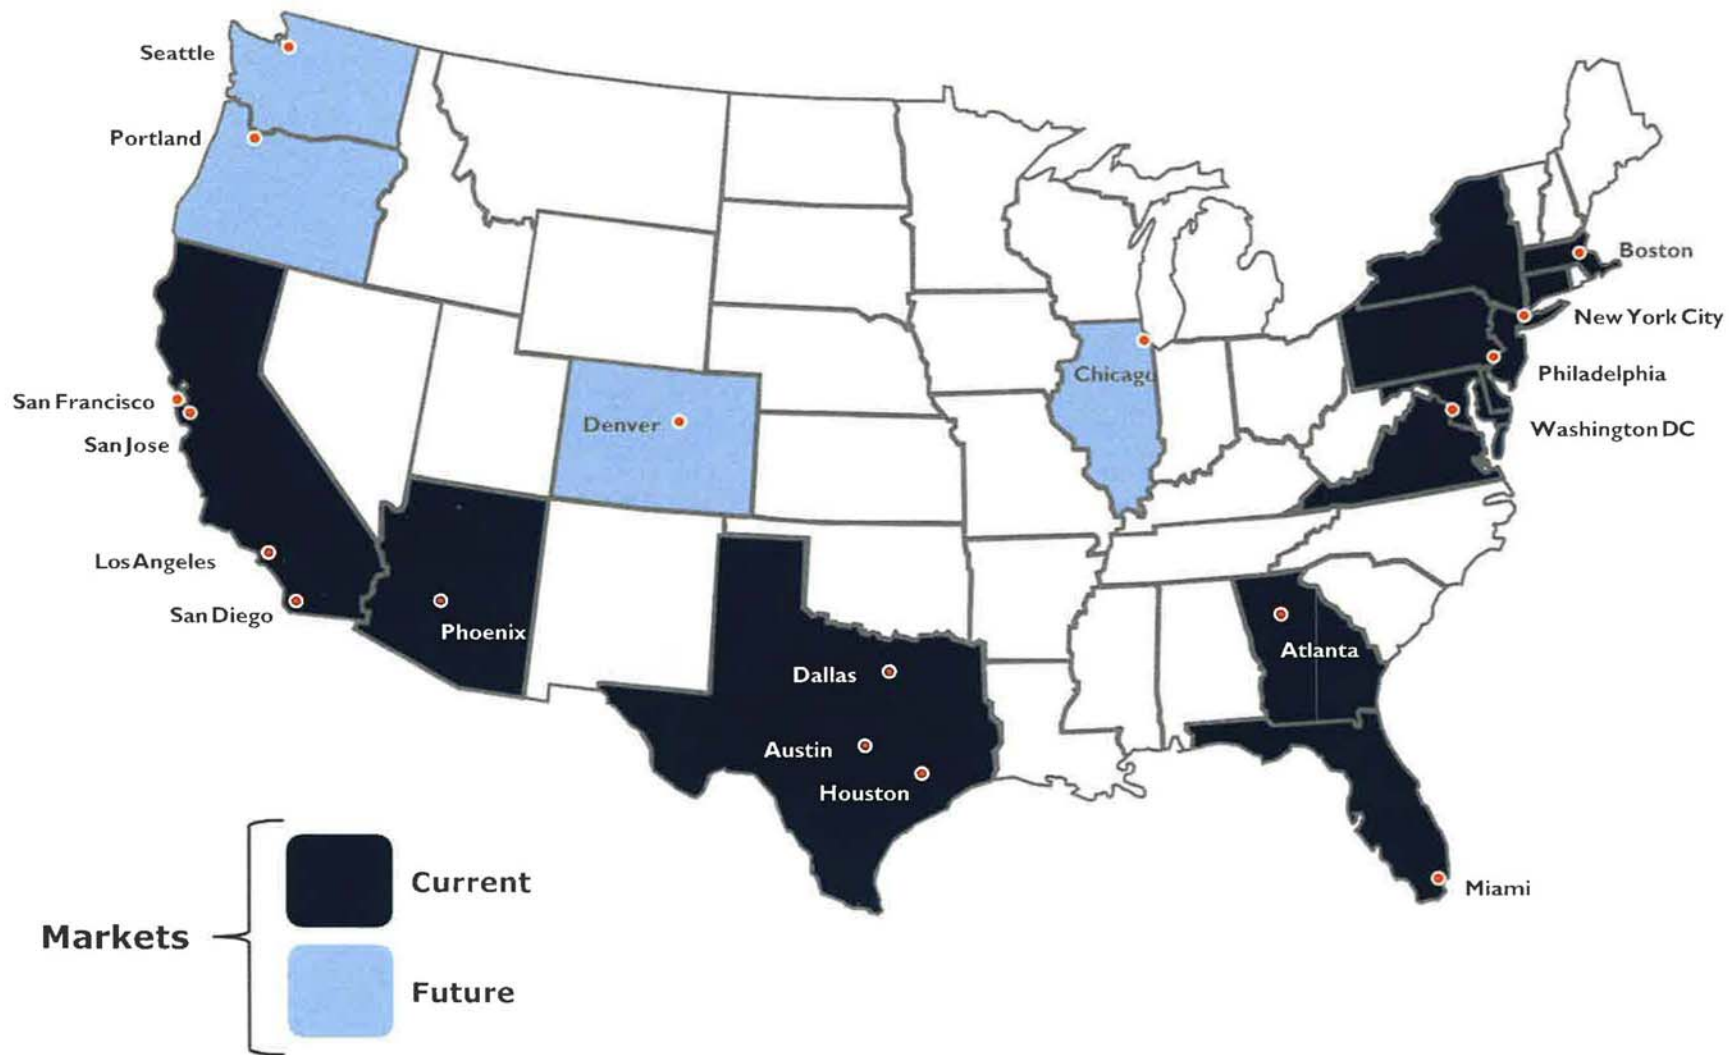 Seattle
Portland
Boston
New York City
Chicago
Philadelphia
San Francisco
Denver
Washington DC
San Jose
Los Angeles
San Diego
Phoenix
Atlanta
Dallas
Austin
Houston
Current
Miami
Markets
Future